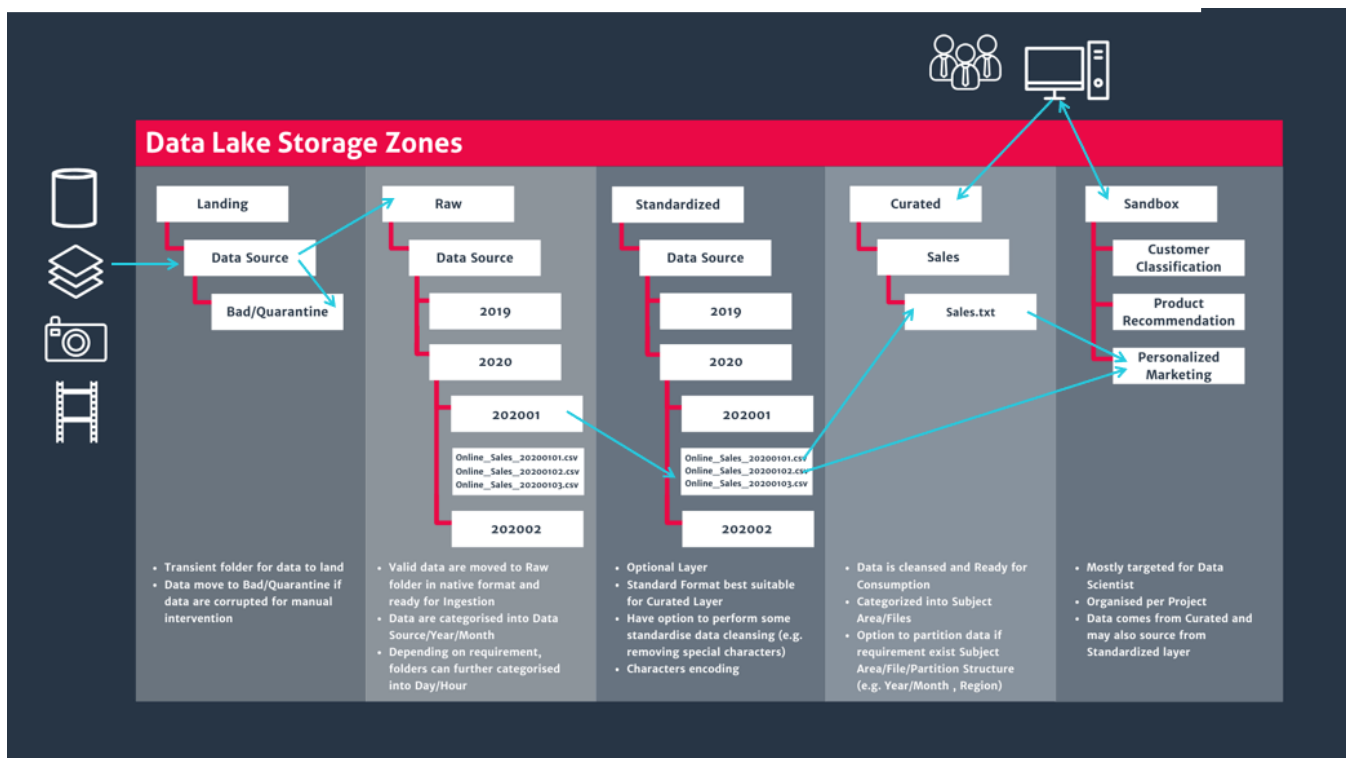 Data Lake Storage Zones
Landing
Data Source
Bad/Quarantine
• Transient folder for data to land
• Data move to Bad/Quarantine if
data are corrupted for manual
intervention
Raw
Data Source
2019
2020
202001
Online_Sales_20200101.csv
Online_Sales_20200102.csv
Online_Sales_20200103.csv
202002
• Valid data are moved to Raw
folder in native format and
ready for Ingestion
• Data are categorised into Data
Source/Year/Month
• Depending on requirement,
folders can further categorised
into Day/Hour
Standardized
Data Source
2019
2020
202001
Online_Sales_20200101.csv
Online_Sales_20200102.csv
Online_Sales_20200103.csv
202002
• Optional Layer
• Standard Format best suitable
for Curated Layer
• Have option to perform some
standardise data cleansing (e.g.
removing special characters)
• Characters encoding
Curated
Sales
Sales.txt
• Data is cleansed and Ready for
Consumption
• Categorized into Subject
Area/Files
• Option to partition data if
requirement exist Subject
Area/File/Partition Structure
(e.g. Year/Month , Region)
Sandbox
Customer
Classification
Product
Recommendation
Personalized
Marketing
• Mostly targeted for Data
Scientist
• Organised per Project
• Data comes from Curated and
may also source from
Standardized layer